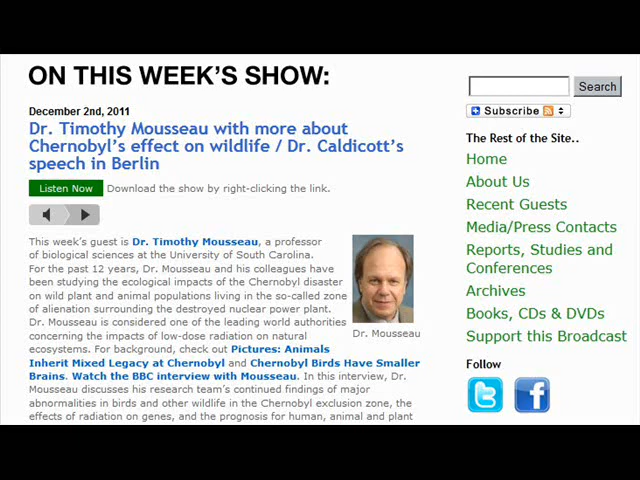 ON THIS WEEK'S SHOW:
December 2nd, 2011
Dr. Timothy Mousseau with more about
Chernobyl's effect on wildlife / Dr. Caldicott's
speech in Berlin
Listen Now Download the show by right-clicking the link.
This week's guest is Dr. Timothy Mousseau, a professor
of biological sciences at the University of South Carolina.
For the past 12 years, Dr. Mousseau and his colleagues have
been studying the ecological impacts of the Chernobyl disaster
on wild plant and animal populations living in the so-called zone
of alienation surrounding the destroyed nuclear power plant.
Dr. Mousseau is considered one of the leading world authorities
concerning the impacts of low-dose radiation on natural
ecosystems. For background, check out Pictures: Animals
Inherit Mixed Legacy at Chernobyl and Chernobyl Birds Have Smaller
Brains. Watch the BBC interview with Mousseau. In this interview, Dr.
Mousseau discusses his research team's continued findings of major
abnormalities in birds and other wildlife in the Chernobyl exclusion zone, the
effects of radiation on genes, and the prognosis for human, animal and plant
Dr. Mousseau
Search
Subscribe
The Rest of the Site..
Home
About Us
Recent Guests
Media/Press Contacts
Reports, Studies and
Conferences
Archives
Books, CDs & DVDs
Support this Broadcast
Follow